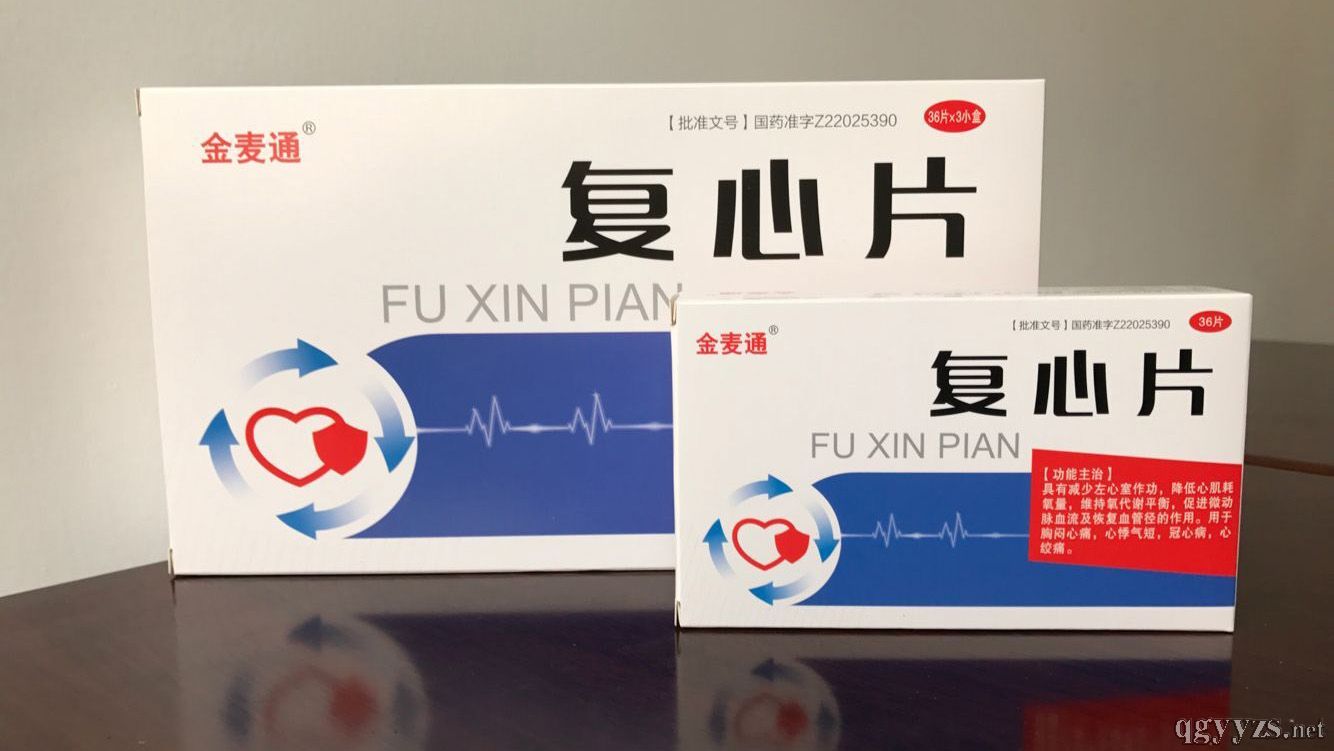 金麦通®
【批准文号】国药准字Z22025390
36片x3小盒
复心片
FU XIN PIAN
金麦通®
【批准文号】国药准字Z22025390
36片
复心片
FU XIN PIAN
【功能主治】
具有减少左心室作功，降低心肌耗
氧量，维持氧代谢平衡，促进微动
脉血流及恢复血管径的作用。用于
胸闷心痛，心悸气短，冠心病，心
绞痛。
qgyyzs.net